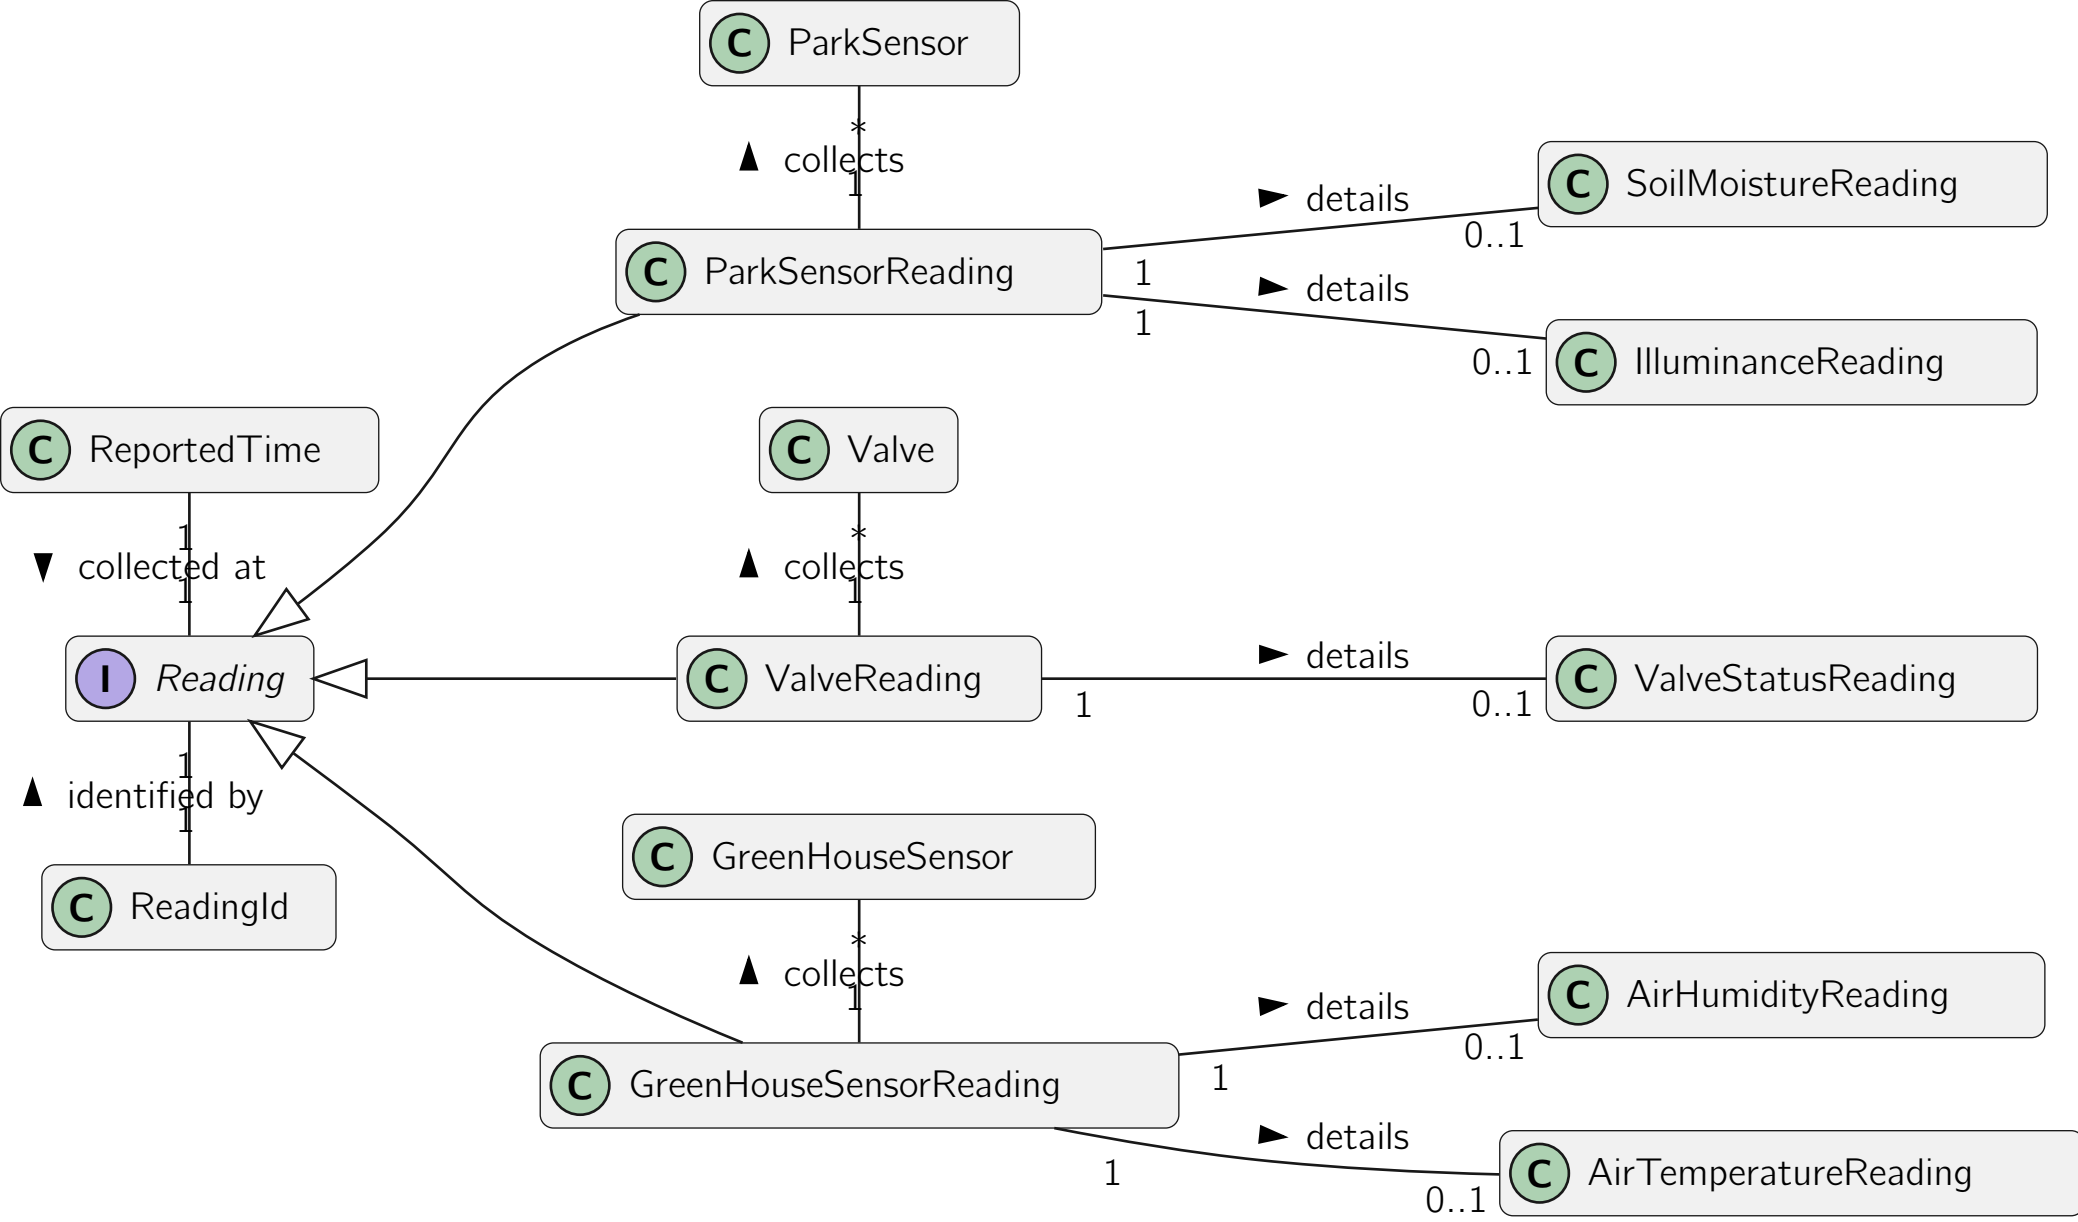 C ParkSensor
*
▲ collects
1
C ParkSensorReading
► details
1
0..1
C SoilMoistureReading
► details
1
0..1
C IlluminanceReading
C ReportedTime
1
▼ collected at
1
C Valve
*
▲ collects
1
I Reading
C ValveReading
► details
1
0..1
C ValveStatusReading
1
▲ identified by
1
C ReadingId
C GreenHouseSensor
*
▲ collects
1
C GreenHouseSensorReading
► details
1
0..1
C AirHumidityReading
► details
1
0..1
C AirTemperatureReading